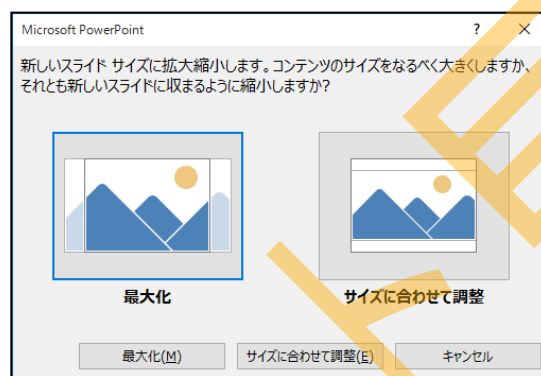 Microsoft PowerPoint ? ×
新しいスライド サイズに拡大縮小します。コンテンツのサイズをなるべく大きくしますか、
それとも新しいスライドに収まるように縮小しますか?
最大化 サイズに合わせて調整
最大化(M) サイズに合わせて調整(E) キャンセル